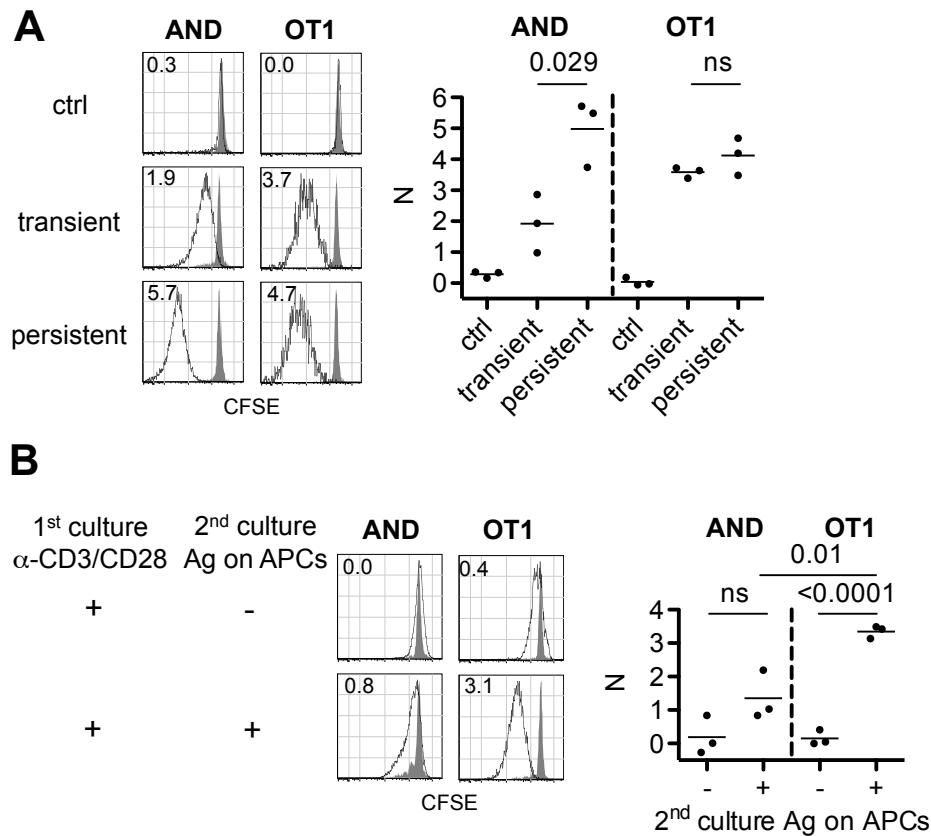 A
AND
OT1
AND
OT1
ctrl
0.3
0.0
0.029
ns
transient
1.9
3.7
persistent
5.7
4.7
CFSE
N
6
5
4
3
2
1
0
ctrl
transient
persistent
ctrl
transient
persistent
B
1st culture
α-CD3/CD28
2nd culture
Ag on APCs
AND
OT1
+
-
0.0
0.4
+
+
0.8
3.1
CFSE
AND
OT1
0.01
ns
<0.0001
N
4
3
2
1
0
- + - +
2nd culture Ag on APCs